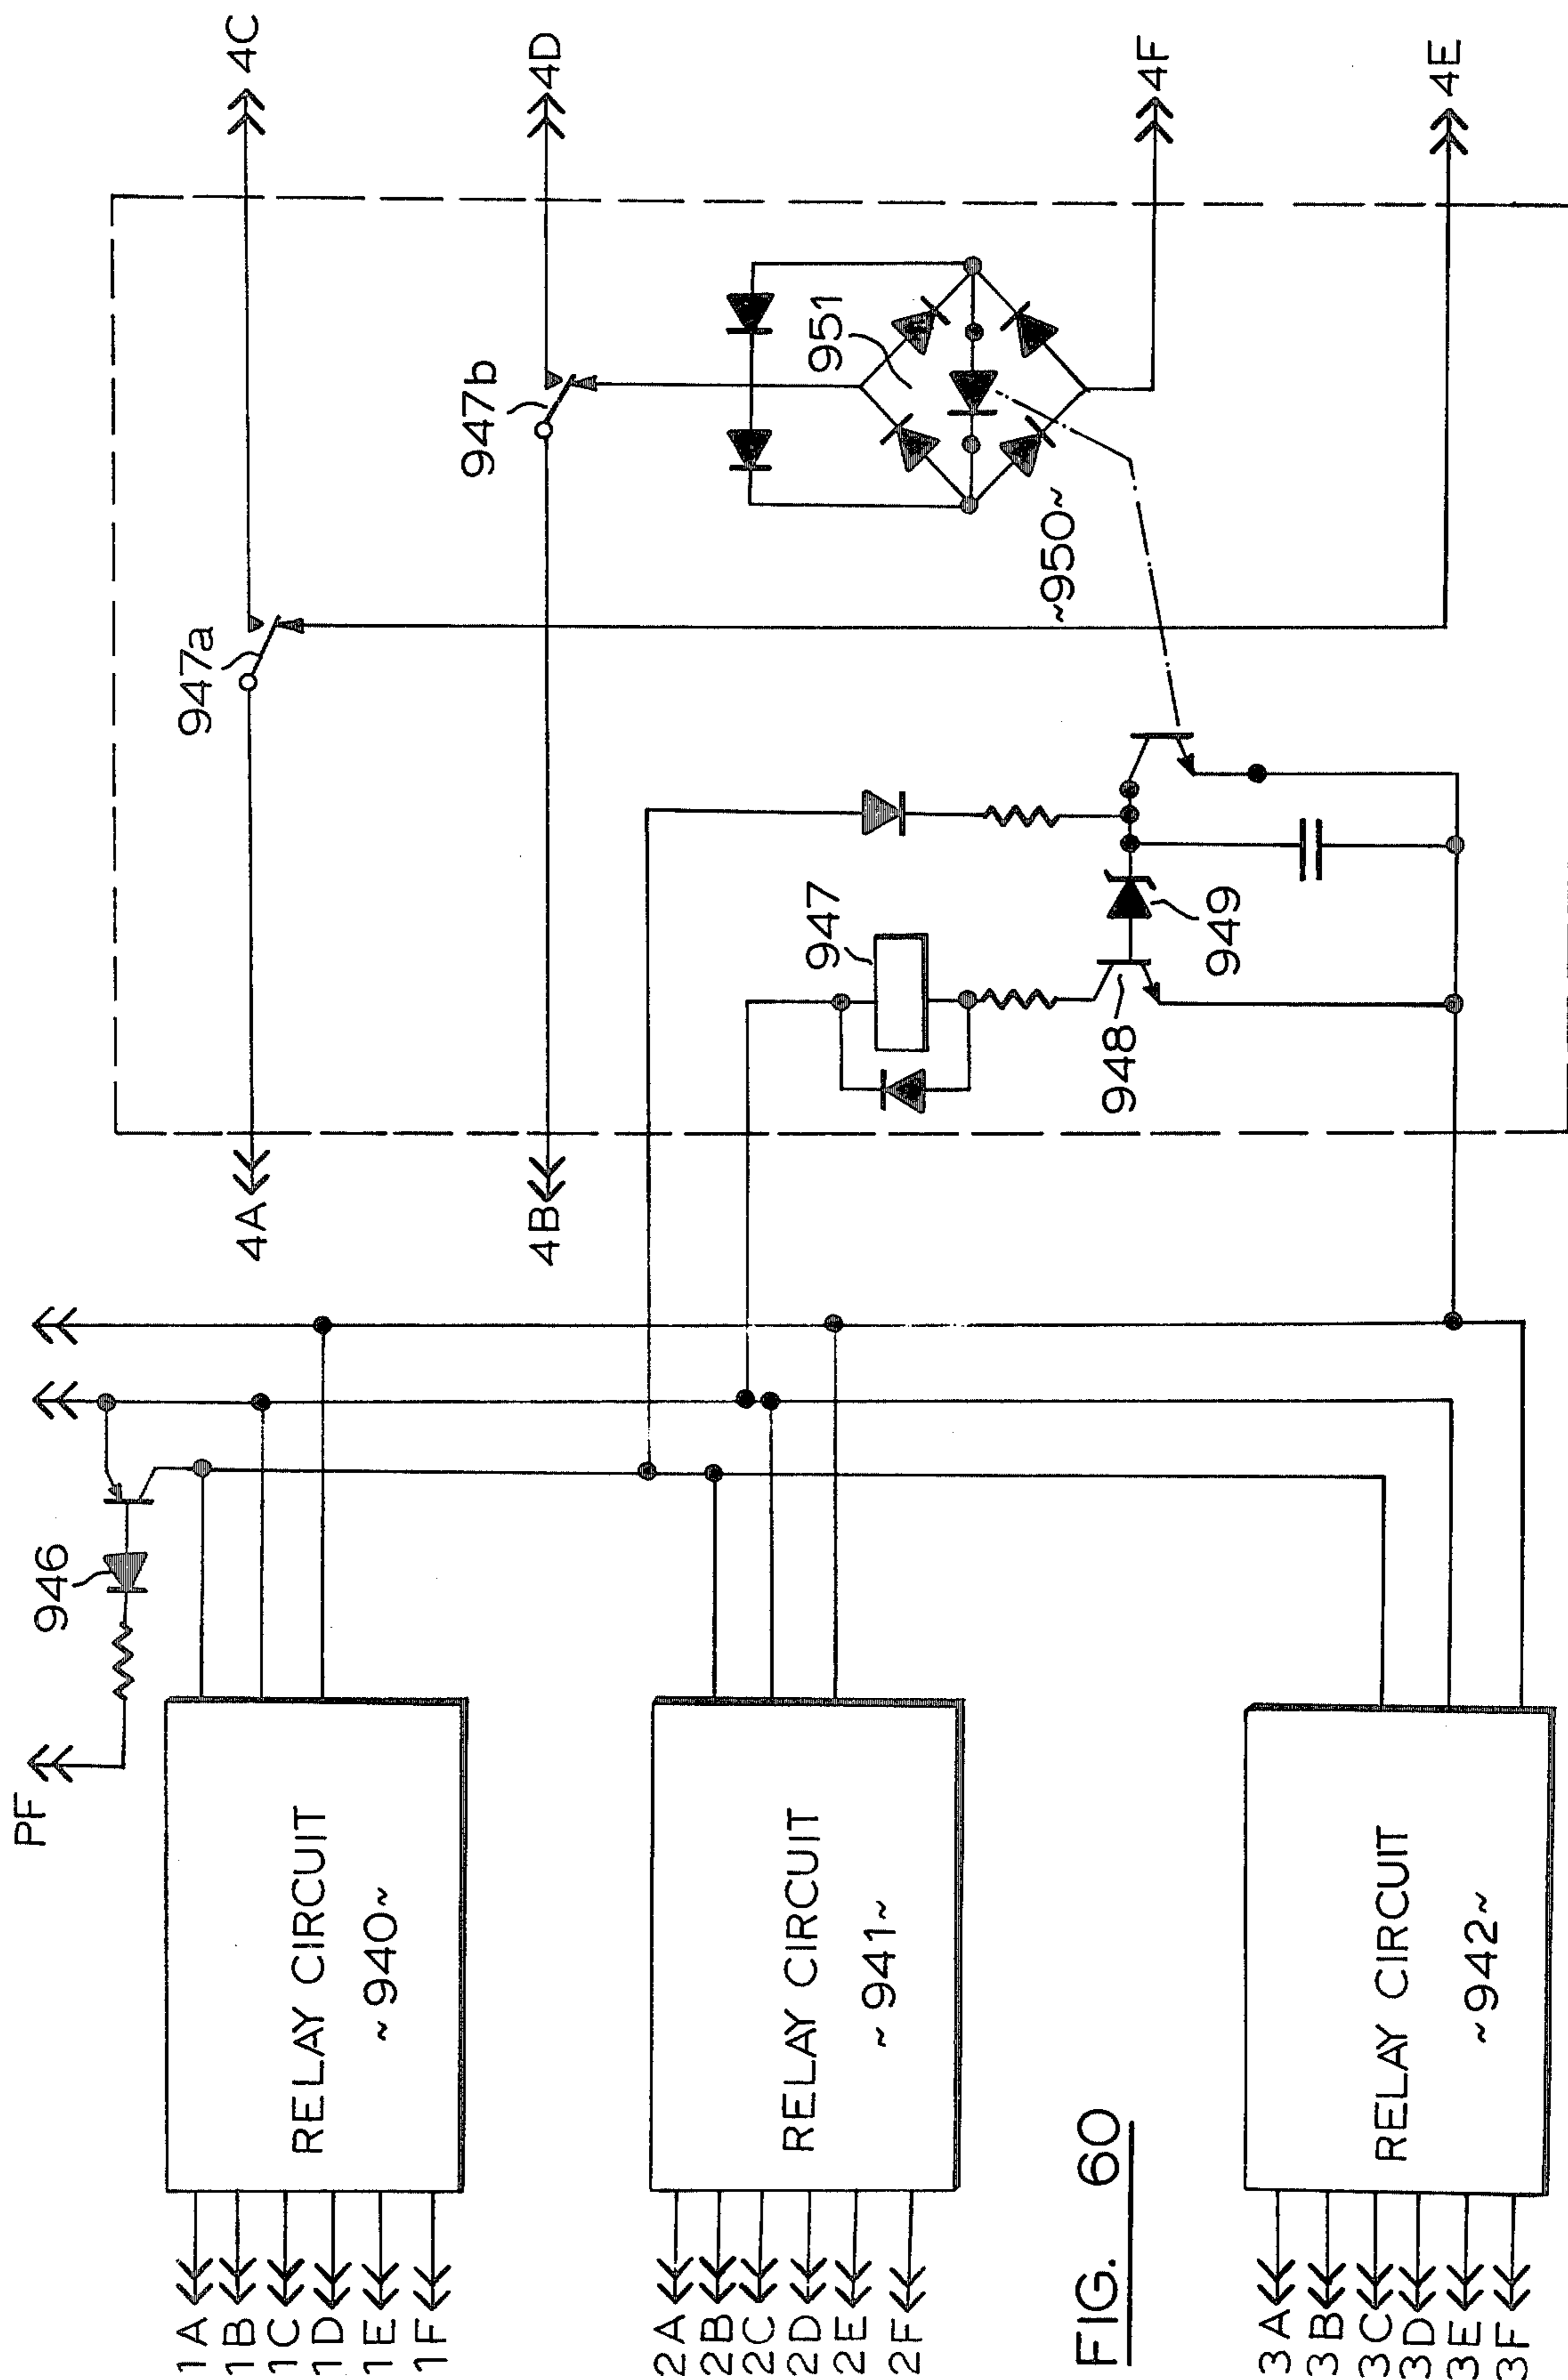 PF
946
RELAY CIRCUIT
~940~
1A
1B
1C
1D
1E
1F
RELAY CIRCUIT
~941~
2A
2B
2C
2D
2E
2F
RELAY CIRCUIT
~942~
3A
3B
3C
3D
3E
3F
4A
4B
947a
947b
4C
4D
4F
4E
951
~950~
947
948
949
FIG. 60